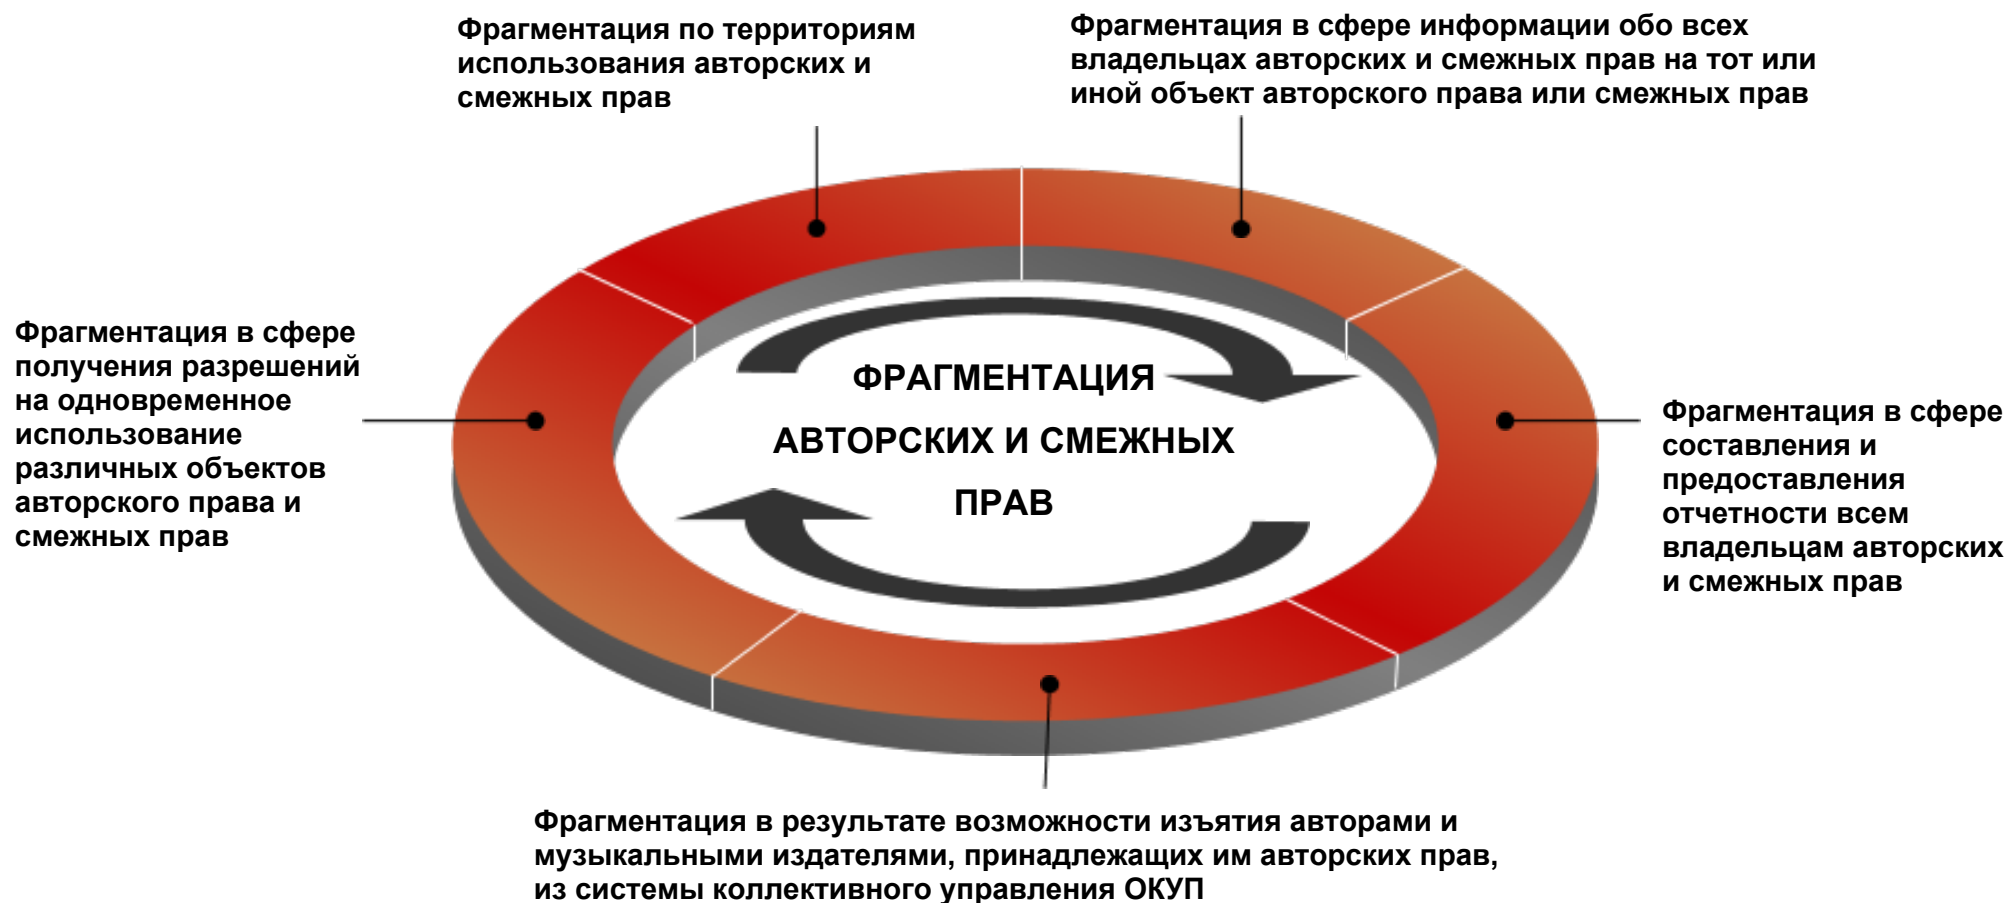 Фрагментация по территориям
использования авторских и
смежных прав
Фрагментация в сфере информации обо всех
владельцах авторских и смежных прав на тот или
иной объект авторского права или смежных прав
Фрагментация в сфере
получения разрешений
на одновременное
использование
различных объектов
авторского права и
смежных прав
ФРАГМЕНТАЦИЯ
АВТОРСКИХ И СМЕЖНЫХ
ПРАВ
Фрагментация в сфере
составления и
предоставления
отчетности всем
владельцам авторских
и смежных прав
Фрагментация в результате возможности изъятия авторами и
музыкальными издателями, принадлежащих им авторских прав,
из системы коллективного управления ОКУП